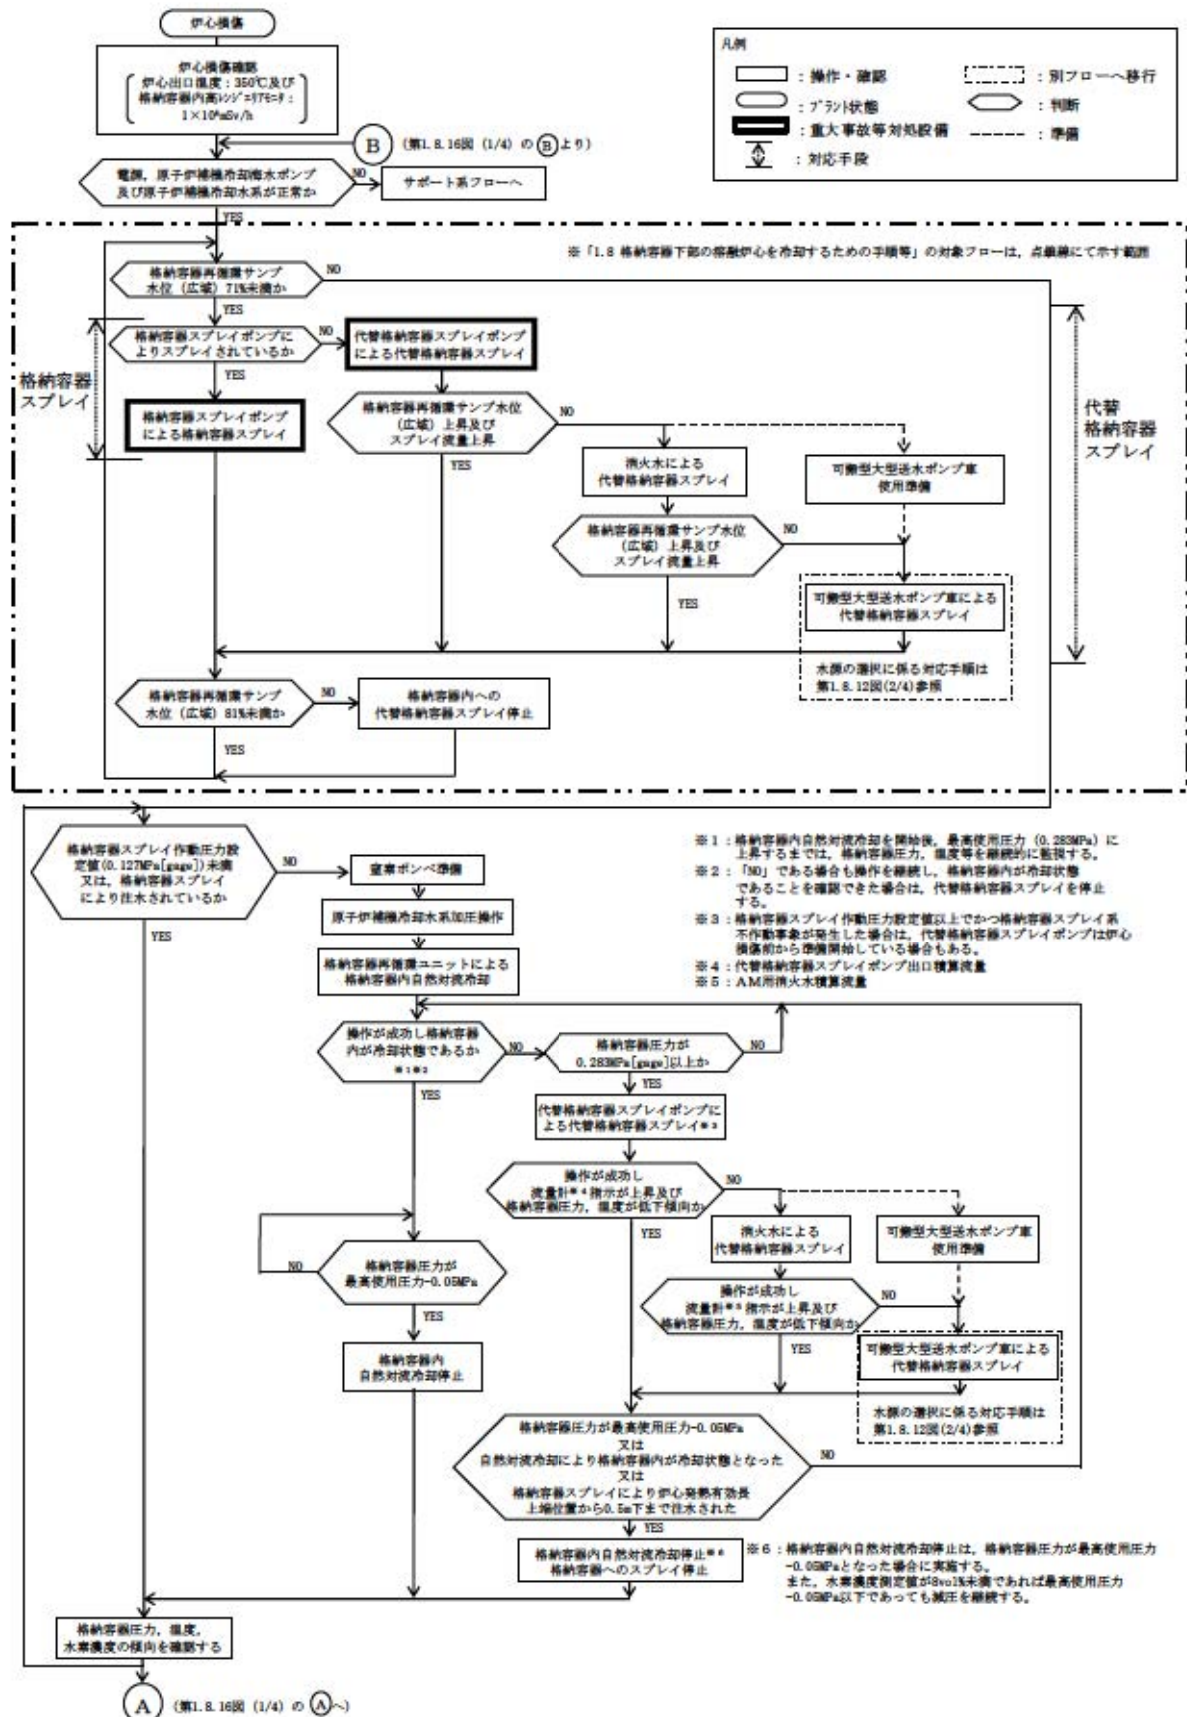 炉心損傷
炉心損傷確認
炉心出口温度：350℃及び
格納容器内高ﾚﾝｼﾞｴﾘｱﾓﾆﾀ：
1×10⁵mSv/h
凡例
：操作・確認
：別フローへ移行
：ﾌﾟﾗﾝﾄ状態
：判断
：重大事故等対処設備
：準備
：対応手段
B （第1.8.16図 (1/4) の Ⓑより）
電源，原子炉補機冷却海水ポンプ
及び原子炉補機冷却水系が正常か
NO
サポート系フローへ
YES
※「1.8 格納容器下部の溶融炉心を冷却するための手順等」の対象フローは，点鎖線にて示す範囲
格納容器再循環サンプ
水位（広域）71%未満か
NO
YES
格納容器
スプレイ
格納容器スプレイポンプに
よりスプレイされているか
NO
代替格納容器スプレイポンプ
による代替格納容器スプレイ
YES
格納容器スプレイポンプ
による格納容器スプレイ
格納容器再循環サンプ水位
（広域）上昇及び
スプレイ流量上昇
NO
YES
代替
格納容器
スプレイ
消火水による
代替格納容器スプレイ
可搬型大型送水ポンプ車
使用準備
格納容器再循環サンプ水位
（広域）上昇及び
スプレイ流量上昇
NO
YES
可搬型大型送水ポンプ車による
代替格納容器スプレイ
水源の選択に係る対応手順は
第1.8.12図(2/4)参照
格納容器再循環サンプ
水位（広域）81%未満か
NO
格納容器内への
代替格納容器スプレイ停止
YES
格納容器スプレイ作動圧力設
定値(0.127MPa[gage])未満
又は，格納容器スプレイ
により注水されているか
NO
YES
窒素ボンベ準備
原子炉補機冷却水系加圧操作
格納容器再循環ユニットによる
格納容器内自然対流冷却
※1：格納容器内自然対流冷却を開始後，最高使用圧力（0.283MPa）に
上昇するまでは，格納容器圧力，温度等を継続的に監視する。
※2：「NO」である場合も操作を継続し，格納容器内が冷却状態
であることを確認できた場合は，代替格納容器スプレイを停止
する。
※3：格納容器スプレイ作動圧力設定値以上でかつ格納容器スプレイ系
不作動事象が発生した場合は，代替格納容器スプレイポンプは炉心
損傷前から準備開始している場合もある。
※4：代替格納容器スプレイポンプ出口積算流量
※5：AM用消火水積算流量
操作が成功し格納容器
内が冷却状態であるか
※1※2
NO
YES
格納容器圧力が
0.283MPa[gage]以上か
NO
YES
代替格納容器スプレイポンプに
よる代替格納容器スプレイ※3
操作が成功し
流量計※4指示が上昇及び
格納容器圧力，温度が低下傾向か
NO
YES
消火水による
代替格納容器スプレイ
可搬型大型送水ポンプ車
使用準備
格納容器圧力が
最高使用圧力-0.05MPa
NO
YES
操作が成功し
流量計※5指示が上昇及び
格納容器圧力，温度が低下傾向か
NO
YES
可搬型大型送水ポンプ車による
代替格納容器スプレイ
水源の選択に係る対応手順は
第1.8.12図(2/4)参照
格納容器内
自然対流冷却停止
格納容器圧力が最高使用圧力-0.05MPa
又は
自然対流冷却により格納容器内が冷却状態となった
又は
格納容器スプレイにより炉心発熱有効長
上端位置から0.5m下まで注水された
NO
YES
格納容器内自然対流冷却停止※6
格納容器へのスプレイ停止
※6：格納容器内自然対流冷却停止は，格納容器圧力が最高使用圧力
-0.05MPaとなった場合に実施する。
また，水素濃度測定値が8vol%未満であれば最高使用圧力
-0.05MPa以下であっても減圧を継続する。
格納容器圧力，温度，
水素濃度の傾向を確認する
A （第1.8.16図 (1/4) の Ⓐへ）